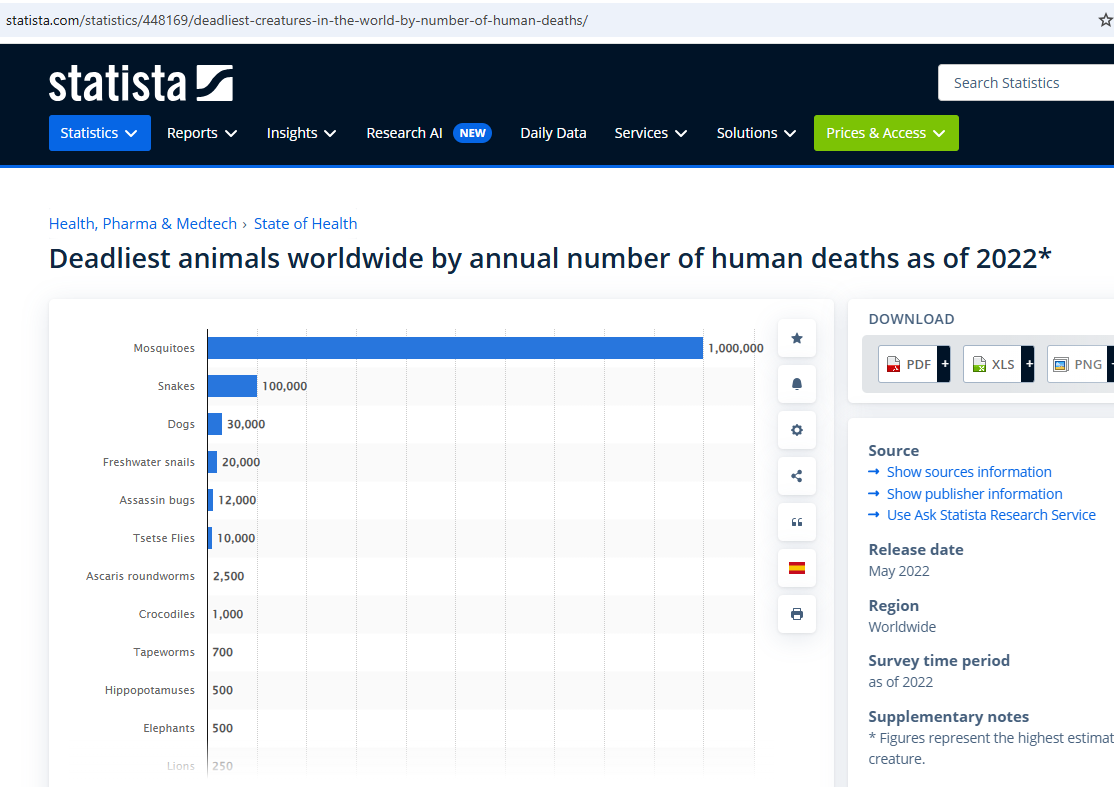 statista.com/statistics/448169/deadliest-creatures-in-the-world-by-number-of-human-deaths/
statista
Search Statistics
Statistics Reports Insights Research AI NEW Daily Data Services Solutions Prices & Access
Health, Pharma & Medtech › State of Health
Deadliest animals worldwide by annual number of human deaths as of 2022*
Mosquitoes 1,000,000
Snakes 100,000
Dogs 30,000
Freshwater snails 20,000
Assassin bugs 12,000
Tsetse Flies 10,000
Ascaris roundworms 2,500
Crocodiles 1,000
Tapeworms 700
Hippopotamuses 500
Elephants 500
Lions 250
DOWNLOAD
PDF + XLS + PNG
Source
→ Show sources information
→ Show publisher information
→ Use Ask Statista Research Service
Release date
May 2022
Region
Worldwide
Survey time period
as of 2022
Supplementary notes
* Figures represent the highest estimat
creature.